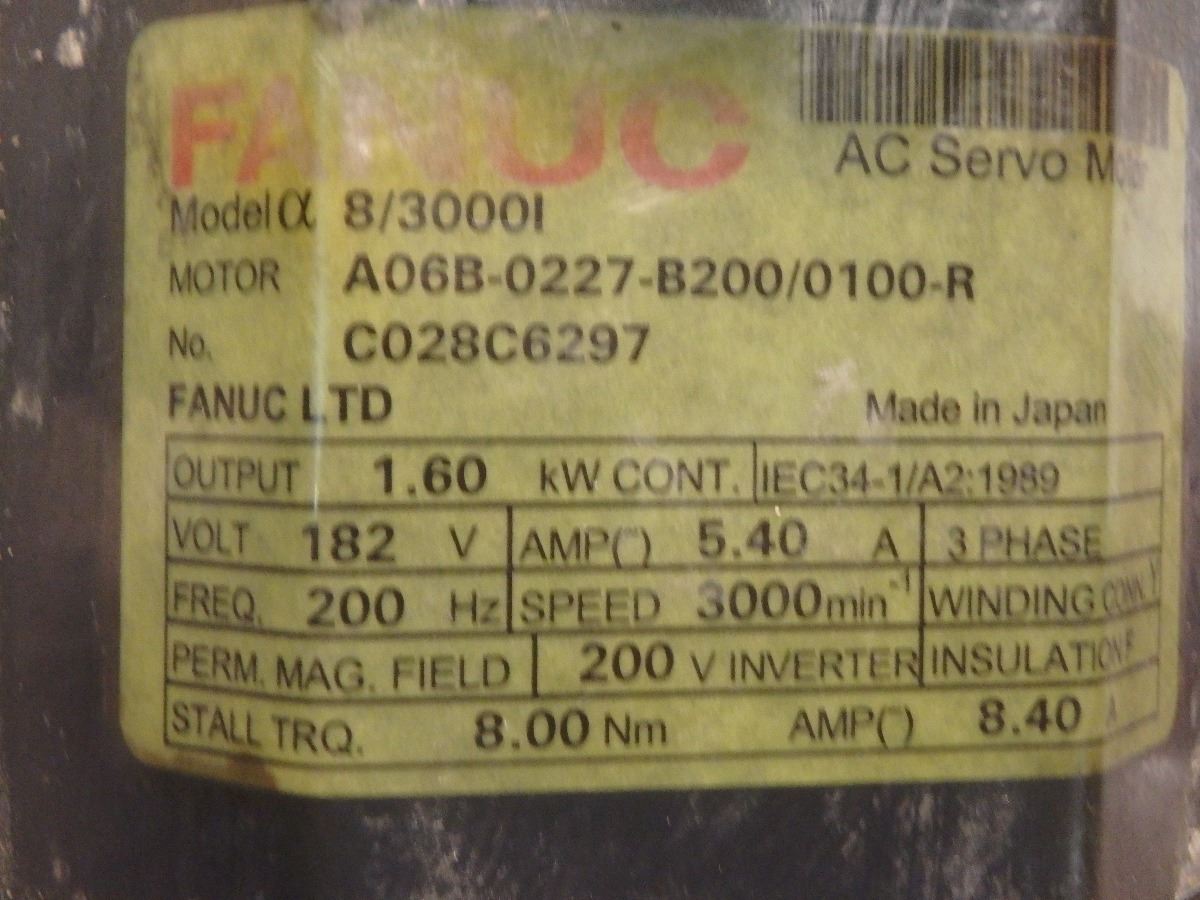 FANUC
AC Servo Motor
Model α 8/3000I
MOTOR A06B-0227-B200/0100-R
No. C028C6297
FANUC LTD Made in Japan
OUTPUT 1.60 kW CONT. IEC34-1/A2:1989
VOLT 182 V AMP(~) 5.40 A 3 PHASE
FREQ. 200 Hz SPEED 3000min⁻¹ WINDING CONN. Y
PERM. MAG. FIELD 200 V INVERTER INSULATION F
STALL TRQ. 8.00 Nm AMP(~) 8.40 A